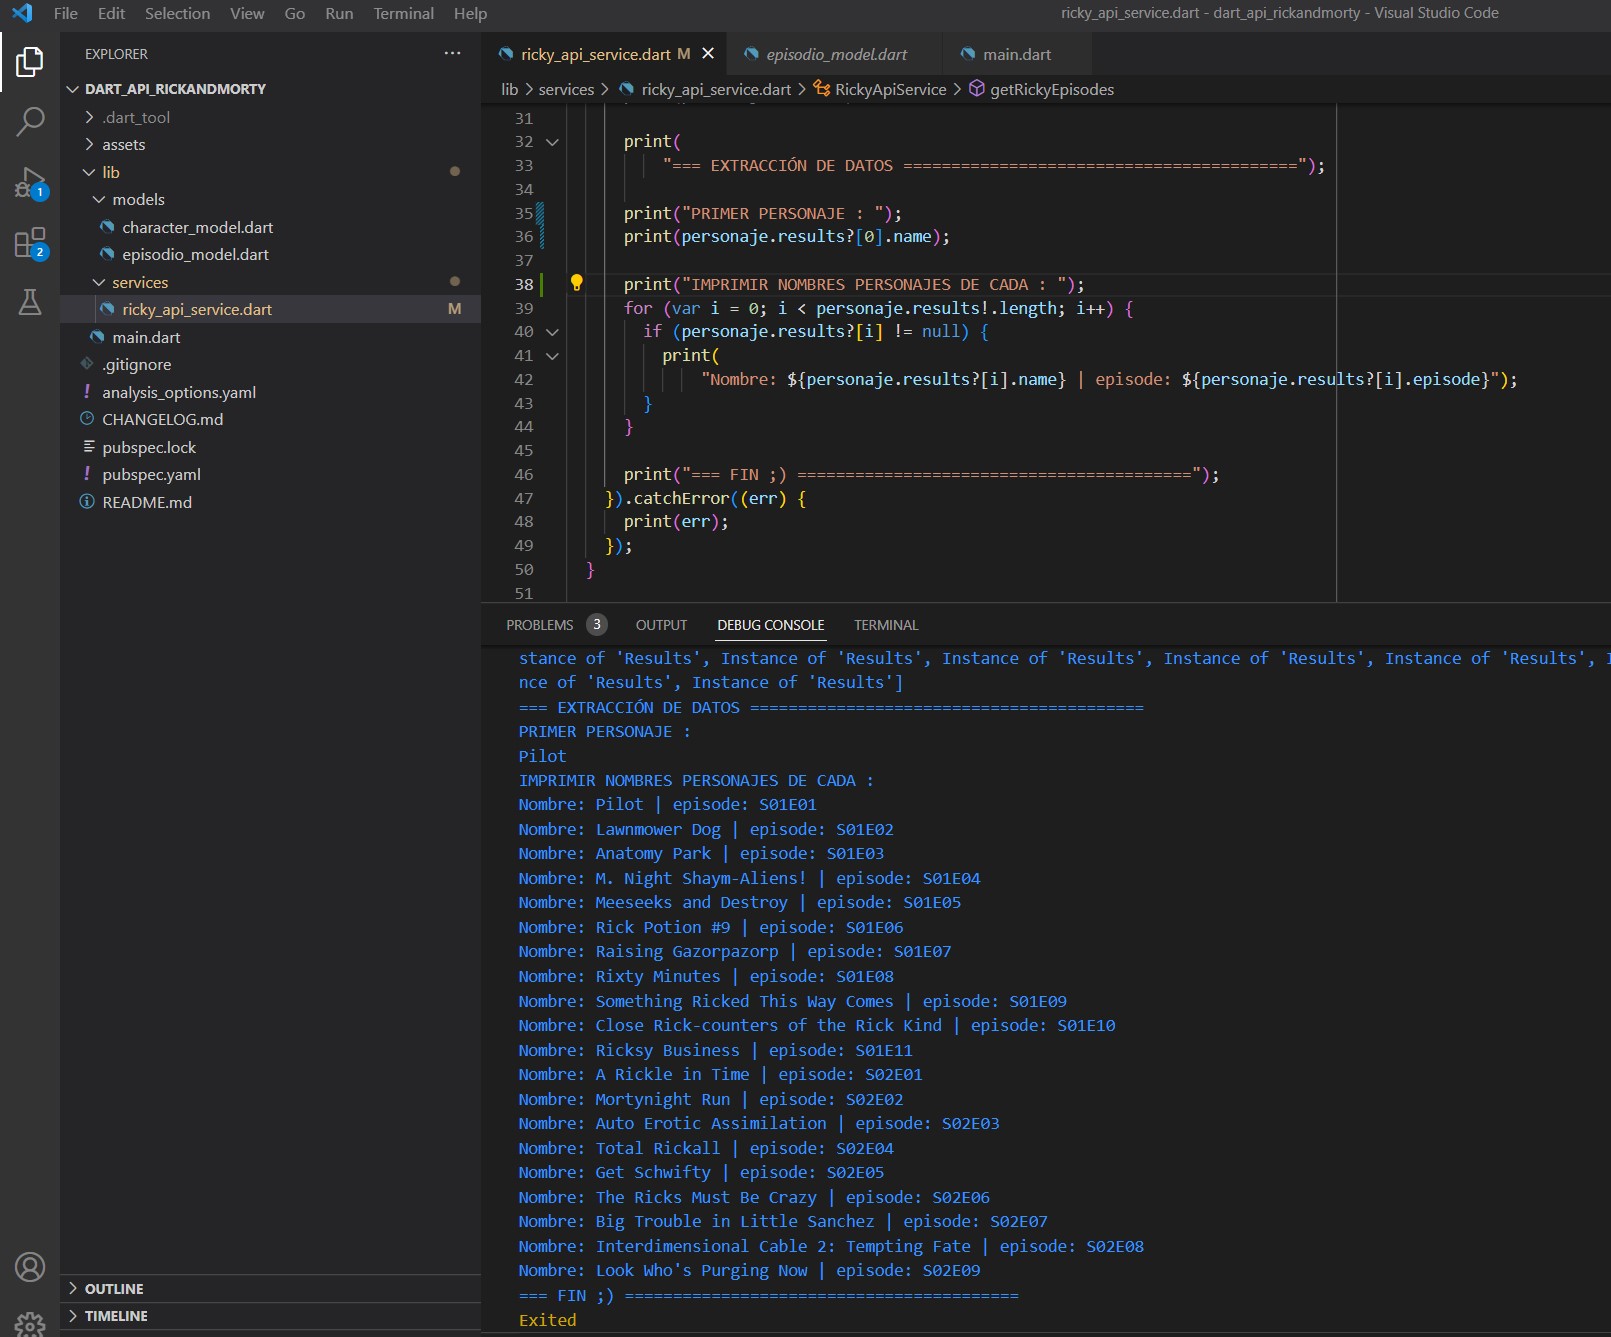 File Edit Selection View Go Run Terminal Help
ricky_api_service.dart - dart_api_rickandmorty - Visual Studio Code
EXPLORER
DART_API_RICKANDMORTY
.dart_tool
assets
lib
models
character_model.dart
episodio_model.dart
services
ricky_api_service.dart M
main.dart
.gitignore
! analysis_options.yaml
CHANGELOG.md
pubspec.lock
! pubspec.yaml
README.md
OUTLINE
TIMELINE
1
2
ricky_api_service.dart M episodio_model.dart main.dart
lib > services > ricky_api_service.dart > RickyApiService > getRickyEpisodes
31
32 print(
33 "=== EXTRACCIÓN DE DATOS =========================================");
34
35 print("PRIMER PERSONAJE : ");
36 print(personaje.results?[0].name);
37
38 print("IMPRIMIR NOMBRES PERSONAJES DE CADA : ");
39 for (var i = 0; i < personaje.results!.length; i++) {
40 if (personaje.results?[i] != null) {
41 print(
42 "Nombre: ${personaje.results?[i].name} | episode: ${personaje.results?[i].episode}");
43 }
44 }
45
46 print("=== FIN ;) =========================================");
47 }).catchError((err) {
48 print(err);
49 });
50 }
51
PROBLEMS 3 OUTPUT DEBUG CONSOLE TERMINAL
stance of 'Results', Instance of 'Results', Instance of 'Results', Instance of 'Results', Instance of 'Results', I
nce of 'Results', Instance of 'Results']
=== EXTRACCIÓN DE DATOS =========================================
PRIMER PERSONAJE :
Pilot
IMPRIMIR NOMBRES PERSONAJES DE CADA :
Nombre: Pilot | episode: S01E01
Nombre: Lawnmower Dog | episode: S01E02
Nombre: Anatomy Park | episode: S01E03
Nombre: M. Night Shaym-Aliens! | episode: S01E04
Nombre: Meeseeks and Destroy | episode: S01E05
Nombre: Rick Potion #9 | episode: S01E06
Nombre: Raising Gazorpazorp | episode: S01E07
Nombre: Rixty Minutes | episode: S01E08
Nombre: Something Ricked This Way Comes | episode: S01E09
Nombre: Close Rick-counters of the Rick Kind | episode: S01E10
Nombre: Ricksy Business | episode: S01E11
Nombre: A Rickle in Time | episode: S02E01
Nombre: Mortynight Run | episode: S02E02
Nombre: Auto Erotic Assimilation | episode: S02E03
Nombre: Total Rickall | episode: S02E04
Nombre: Get Schwifty | episode: S02E05
Nombre: The Ricks Must Be Crazy | episode: S02E06
Nombre: Big Trouble in Little Sanchez | episode: S02E07
Nombre: Interdimensional Cable 2: Tempting Fate | episode: S02E08
Nombre: Look Who's Purging Now | episode: S02E09
=== FIN ;) =========================================
Exited